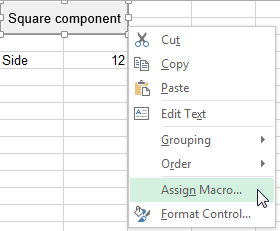 Square component
Cut
Side 12
Copy
Paste
Edit Text
Grouping
Order
Assign Macro...
Format Control...